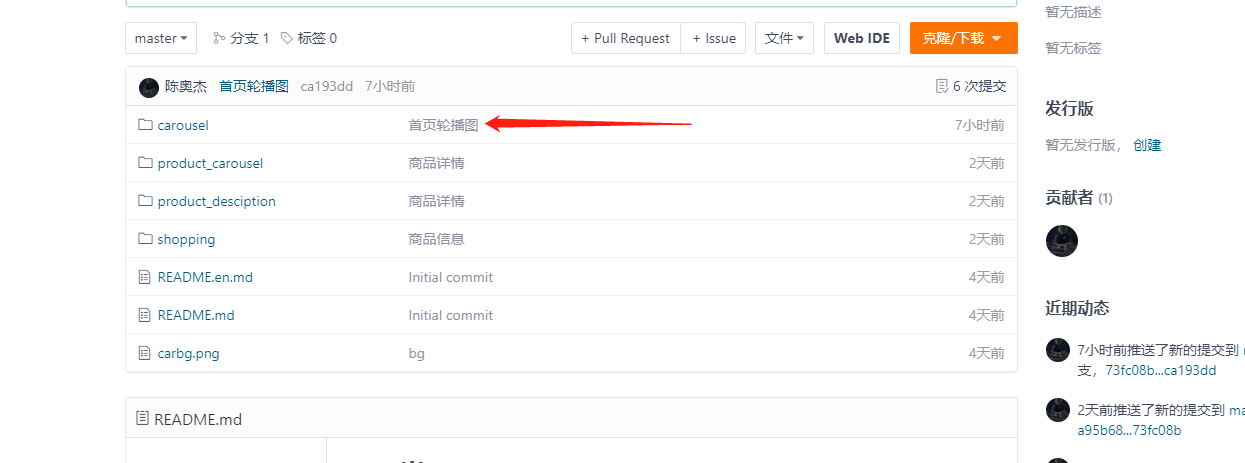 master 分支 1 标签 0 + Pull Request + Issue 文件 Web IDE 克隆/下载
陈奥杰 首页轮播图 ca193dd 7小时前 6 次提交
carousel 首页轮播图 7小时前
product_carousel 商品详情 2天前
product_desciption 商品详情 2天前
shopping 商品信息 2天前
README.en.md Initial commit 4天前
README.md Initial commit 4天前
carbg.png bg 4天前
README.md
暂无描述
暂无标签
发行版
暂无发行版， 创建
贡献者 (1)
近期动态
7小时前推送了新的提交到
支，73fc08b...ca193dd
2天前推送了新的提交到 ma
a95b68...73fc08b